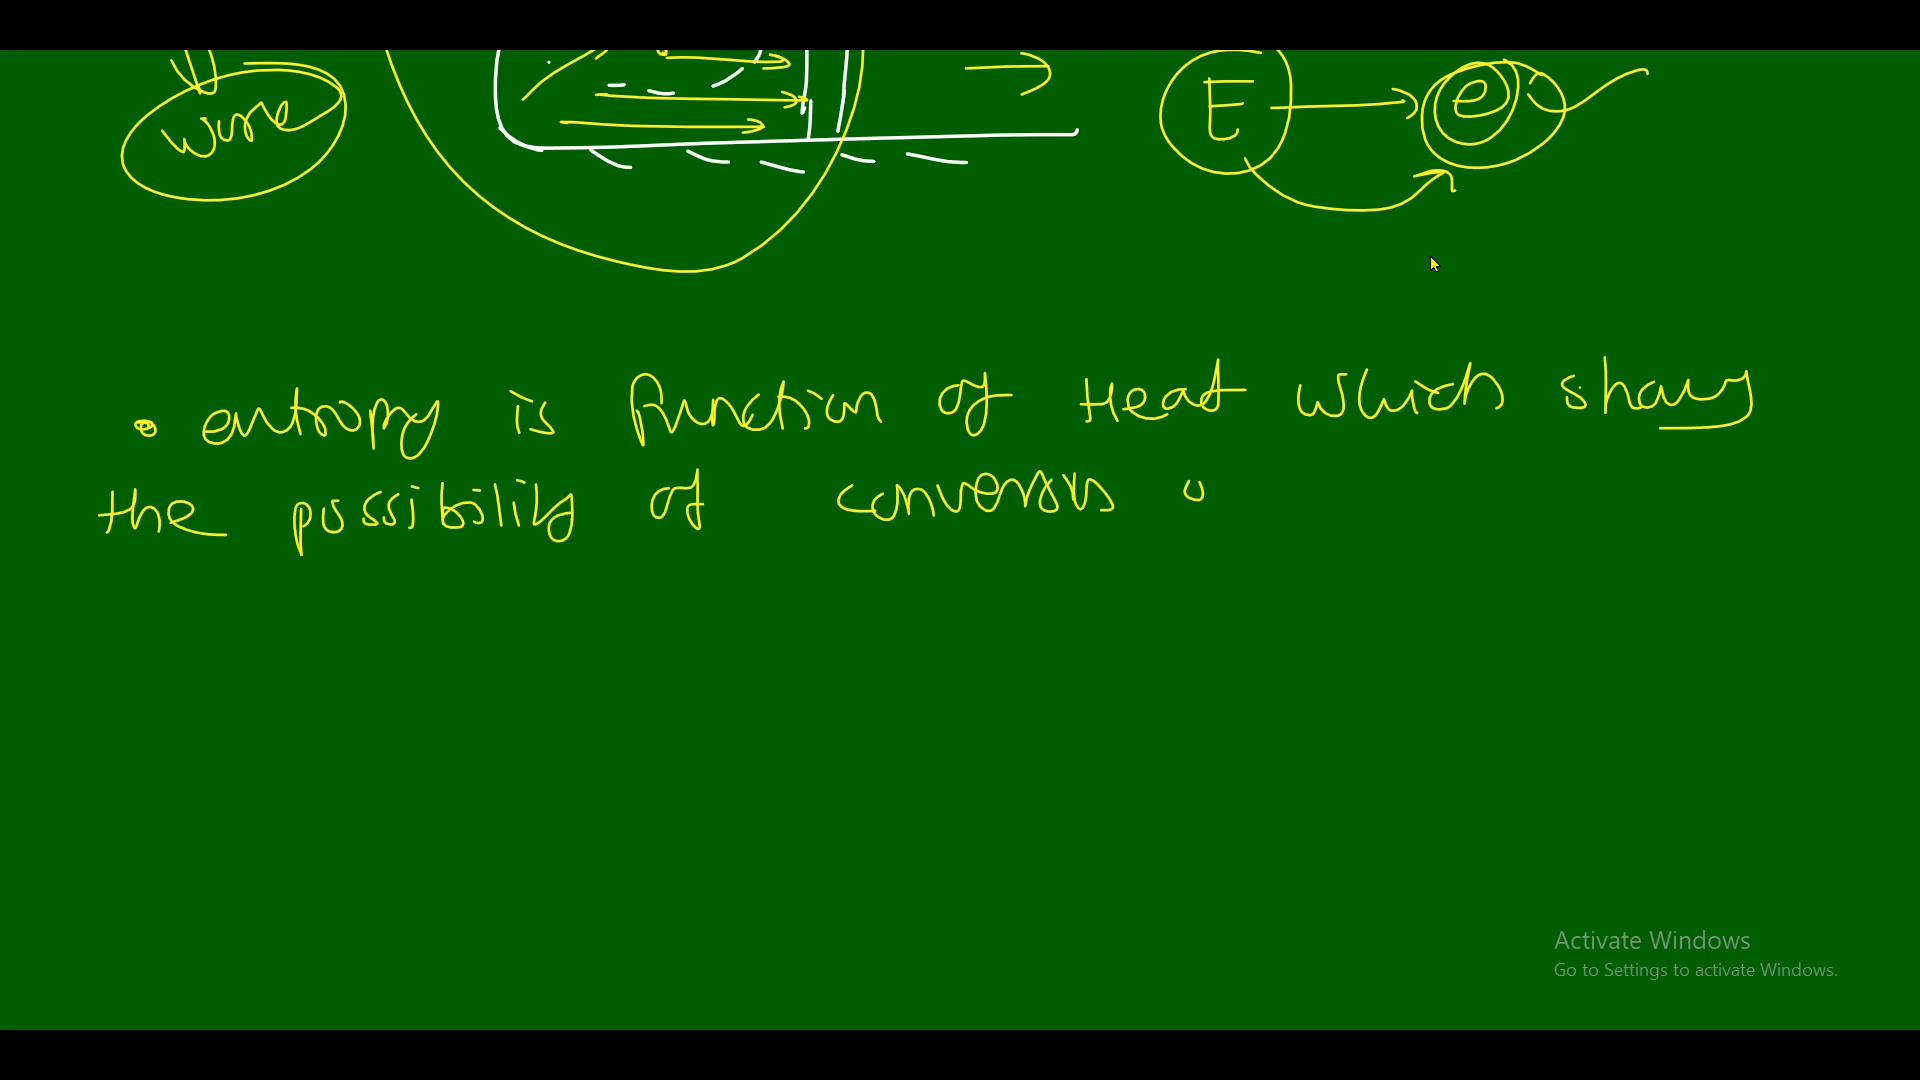 E
e
• entropy is function of Heat which shows
the possibility of conversion o
Activate Windows
Go to Settings to activate Windows.